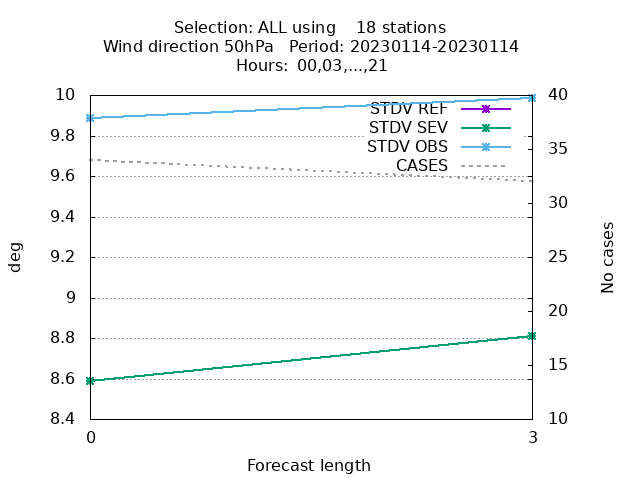 Selection: ALL using    18 stations
Wind direction 50hPa   Period: 20230114-20230114
Hours:  00,03,...,21
10
9.8
9.6
9.4
9.2
9
8.8
8.6
8.4
40
35
30
25
20
15
10
STDV REF
STDV SEV
STDV OBS
CASES
deg
No cases
0
3
Forecast length